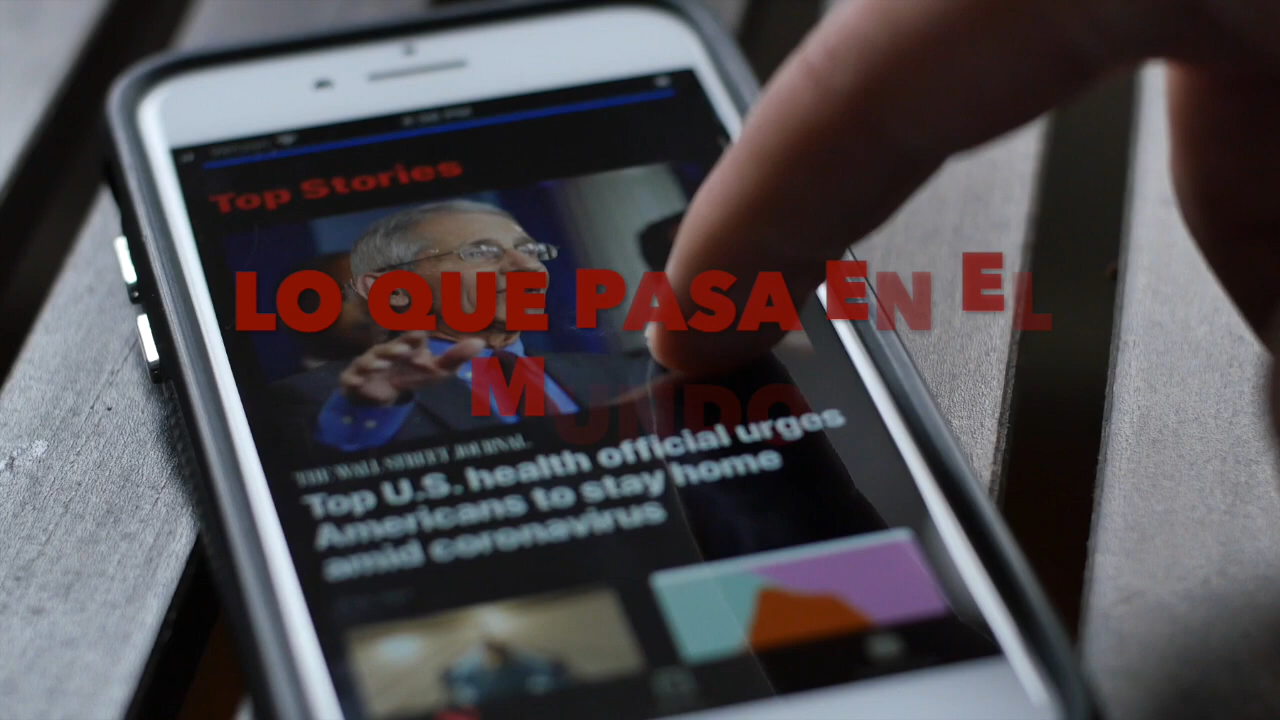 Top Stories
LO QUE PASA EN EL
MUNDO
THE WALL STREET JOURNAL.
Top U.S. health official urges
Americans to stay home
amid coronavirus